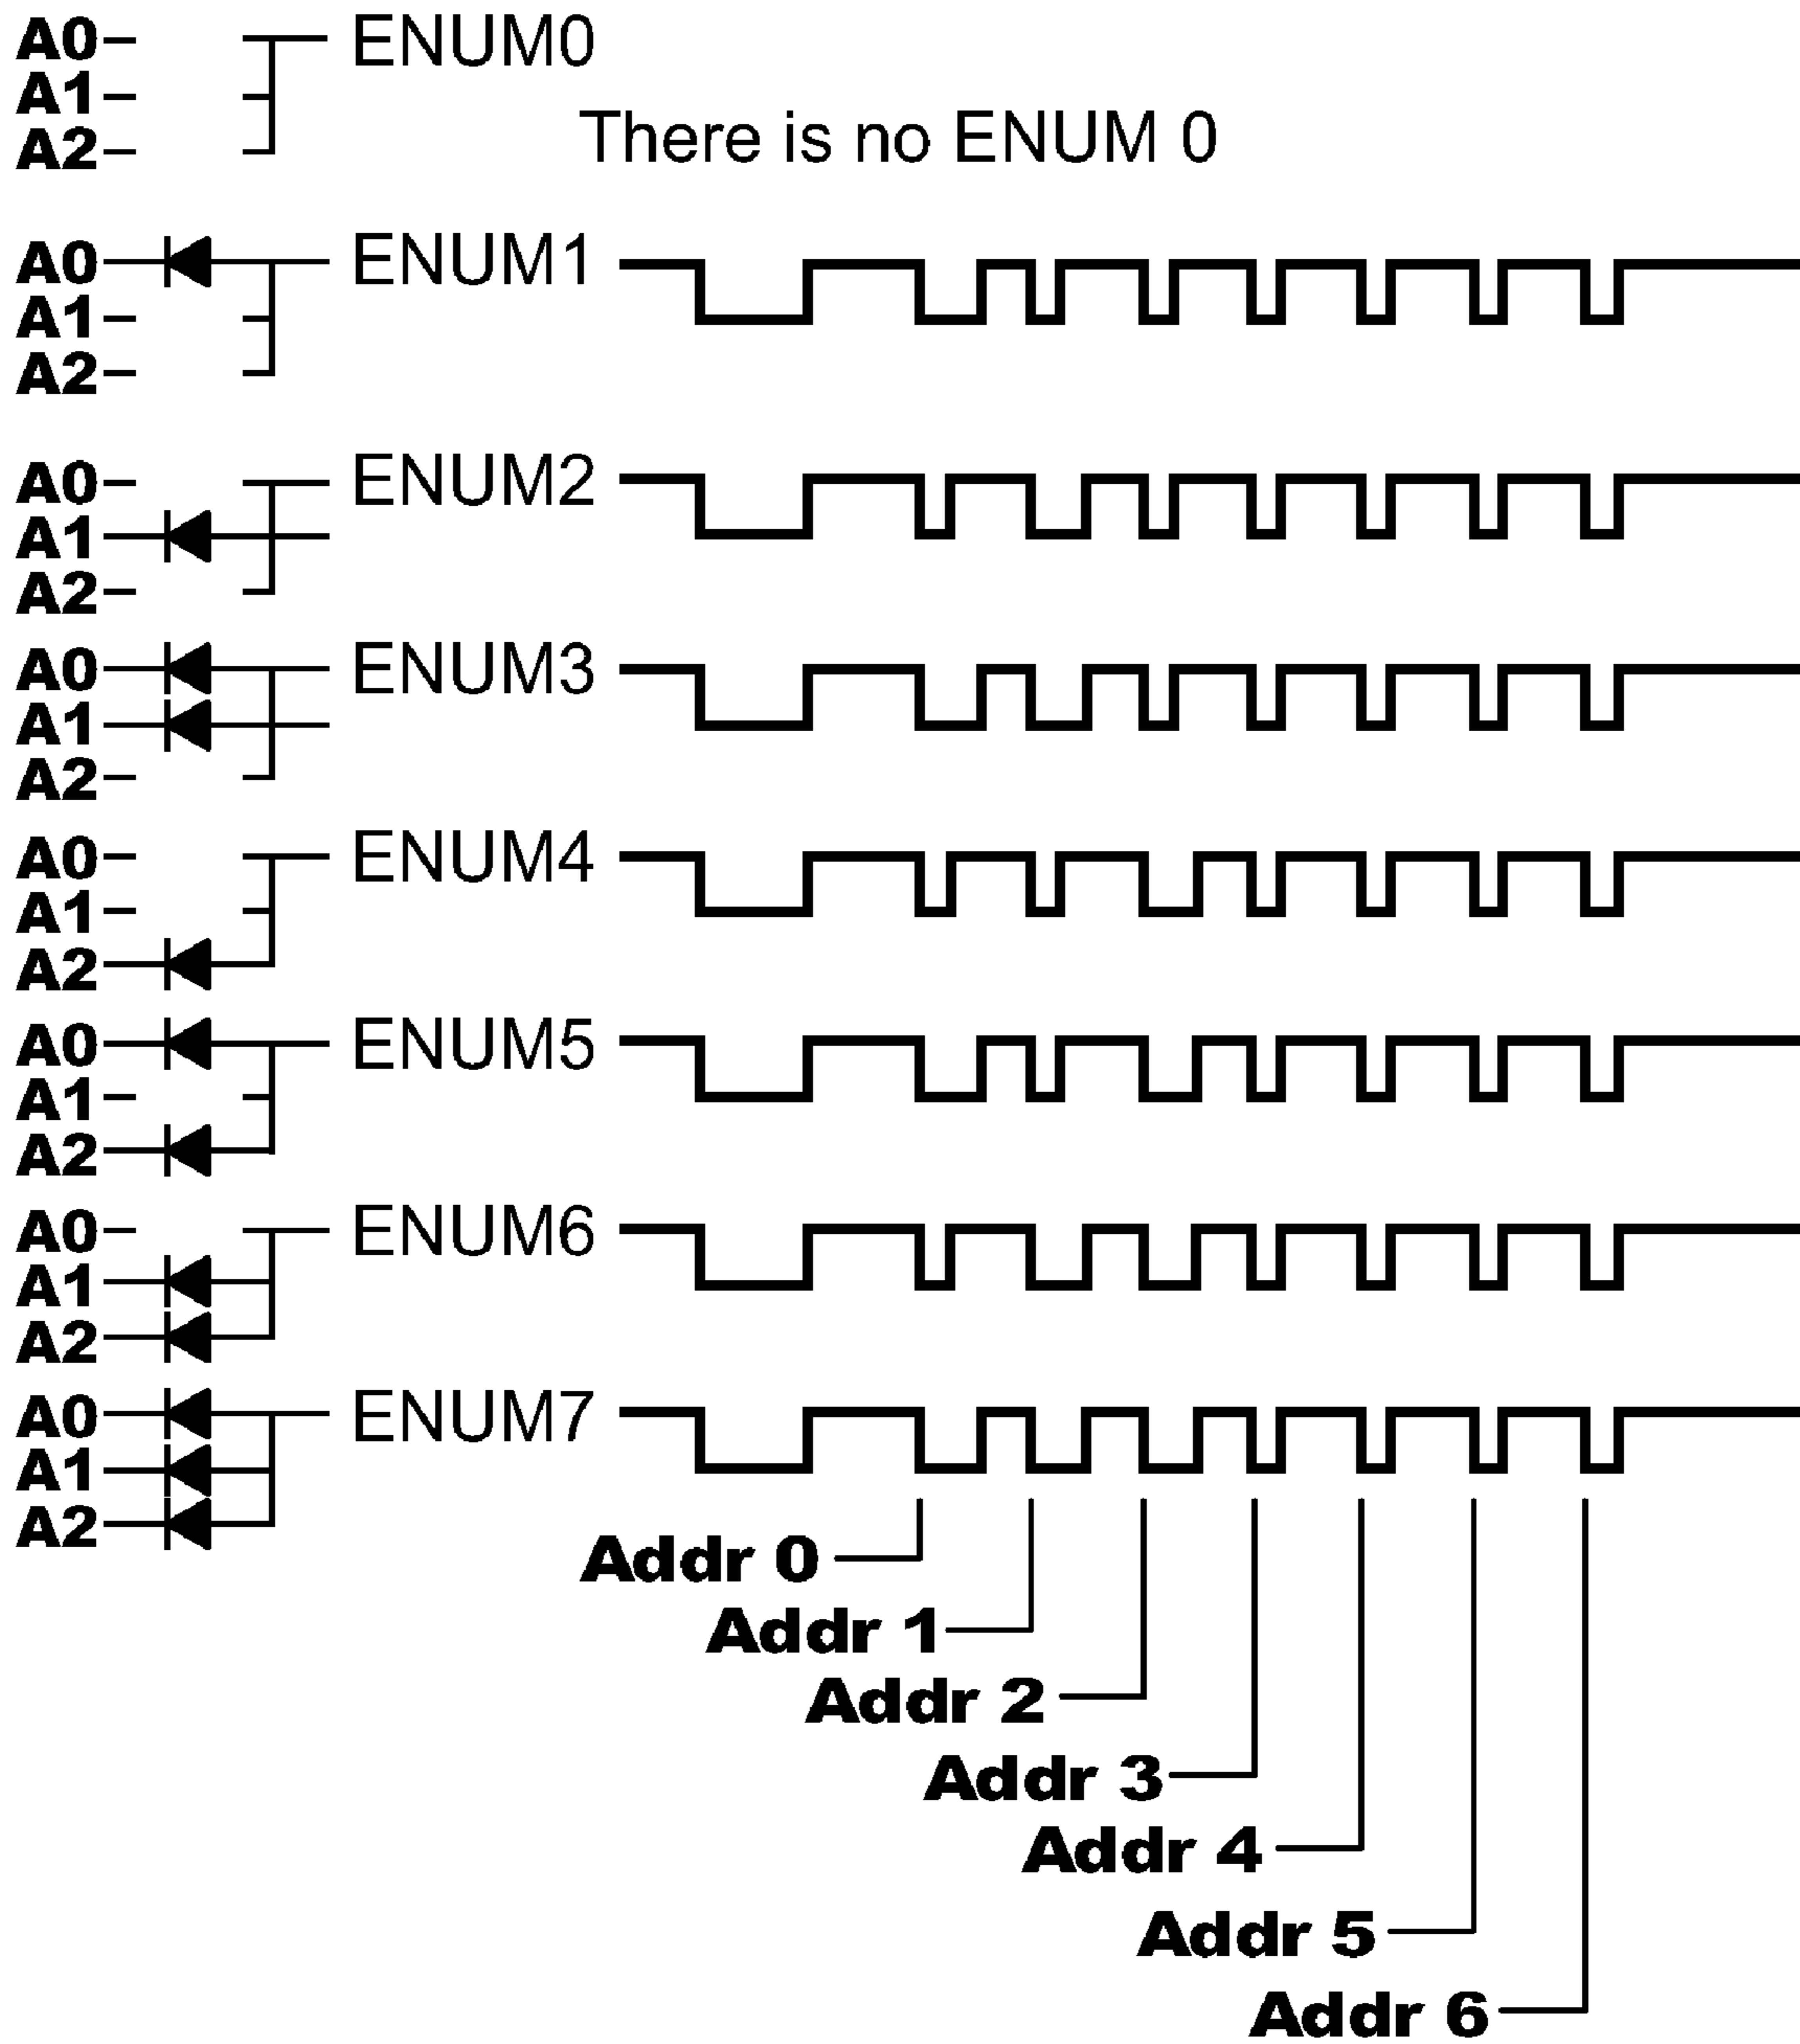 A0 ENUM0
A1
There is no ENUM 0
A2
A0 ENUM1
A1
A2
A0 ENUM2
A1
A2
A0 ENUM3
A1
A2
A0 ENUM4
A1
A2
A0 ENUM5
A1
A2
A0 ENUM6
A1
A2
A0 ENUM7
A1
A2
Addr 0
Addr 1
Addr 2
Addr 3
Addr 4
Addr 5
Addr 6